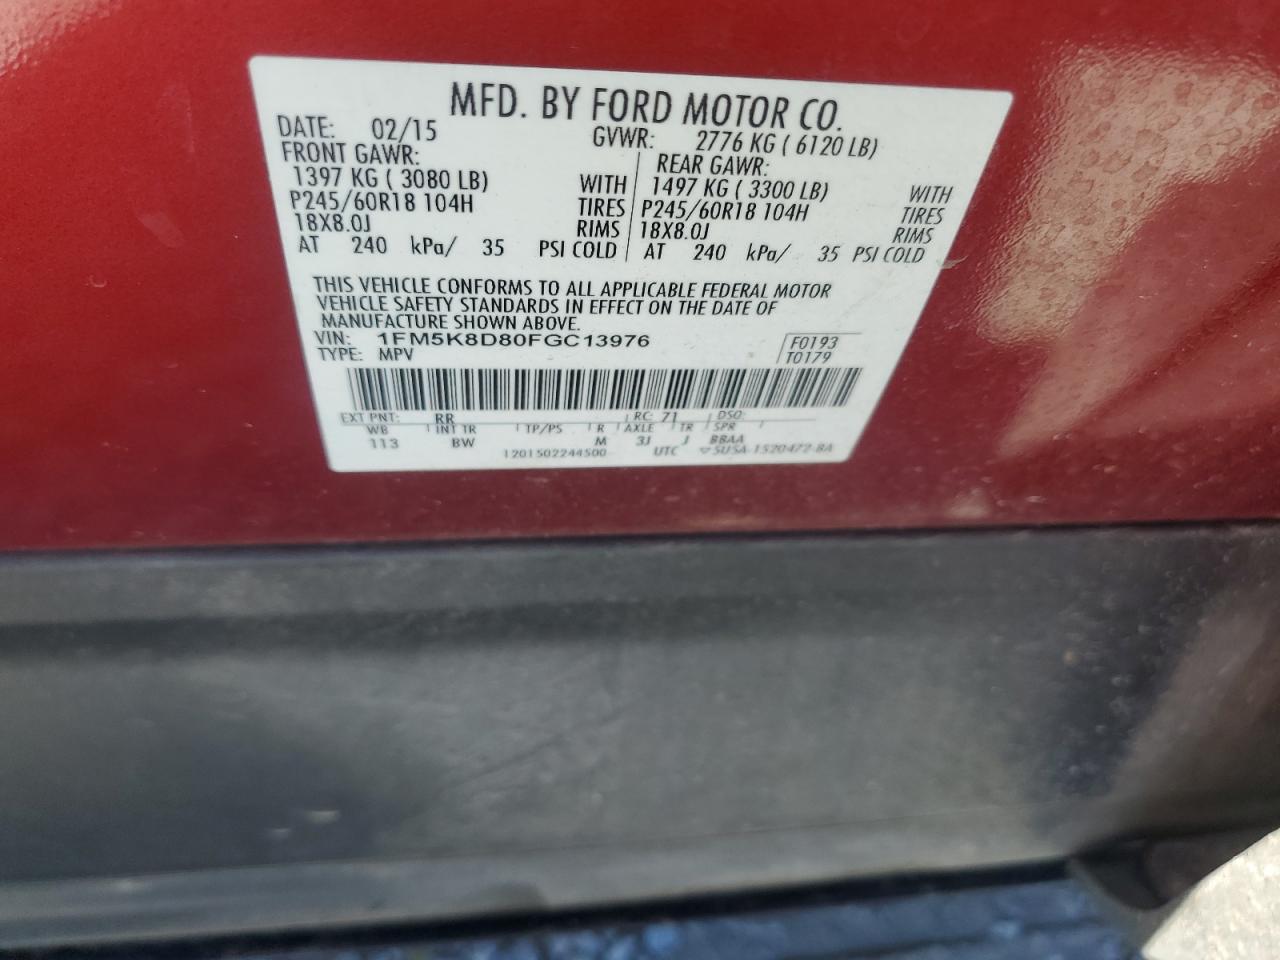 MFD. BY FORD MOTOR CO.
DATE: 02/15 GVWR: 2776 KG ( 6120 LB)
FRONT GAWR: REAR GAWR:
1397 KG ( 3080 LB) WITH 1497 KG ( 3300 LB) WITH
P245/60R18 104H TIRES P245/60R18 104H TIRES
18X8.0J RIMS 18X8.0J RIMS
AT 240 kPa/ 35 PSI COLD AT 240 kPa/ 35 PSI COLD
THIS VEHICLE CONFORMS TO ALL APPLICABLE FEDERAL MOTOR
VEHICLE SAFETY STANDARDS IN EFFECT ON THE DATE OF
MANUFACTURE SHOWN ABOVE.
VIN: 1FM5K8D80FGC13976 F0193
TYPE: MPV T0179
EXT PNT: RR RC: 71 DSO:
WB INT TR TP/PS R AXLE TR SPR
113 BW M 3J J BBAA
1201502244500 UTC ▽5USA-1520472-BA